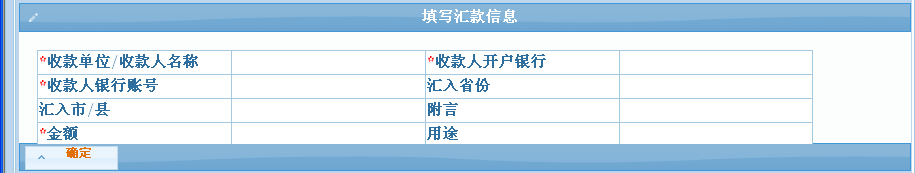 填写汇款信息
*收款单位/收款人名称 *收款人开户银行
*收款人银行账号 汇入省份
汇入市/县 附言
*金额 用途
确定